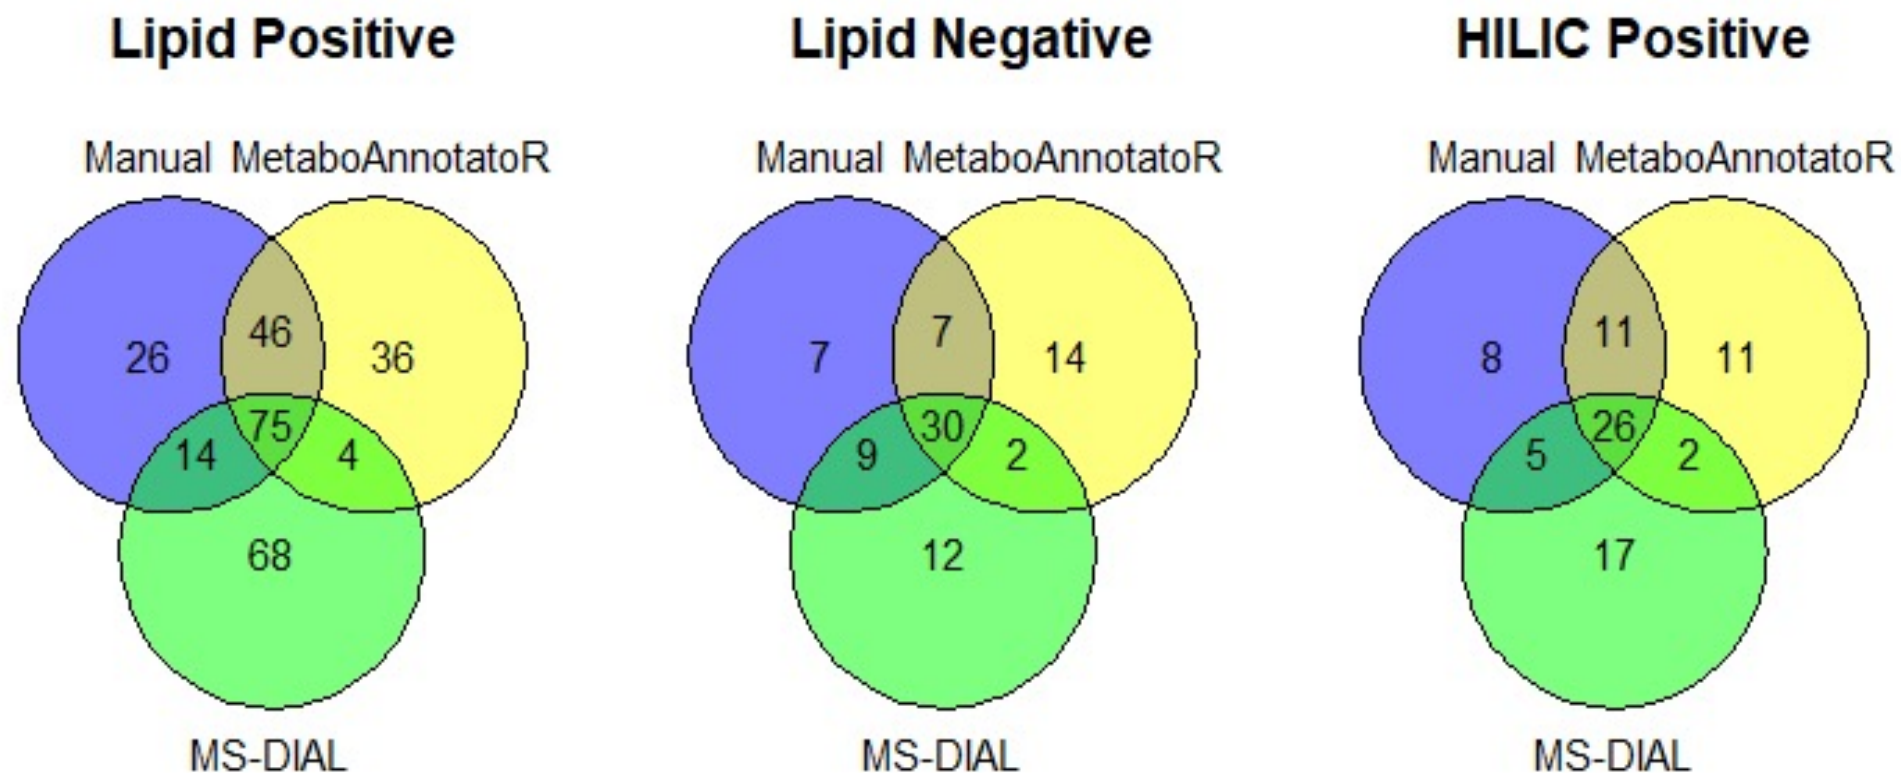 Lipid Positive
Manual MetaboAnnotatoR
26 46 36
75
14 4
68
MS-DIAL
Lipid Negative
Manual MetaboAnnotatoR
7 7 14
30
9 2
12
MS-DIAL
HILIC Positive
Manual MetaboAnnotatoR
8 11 11
26
5 2
17
MS-DIAL